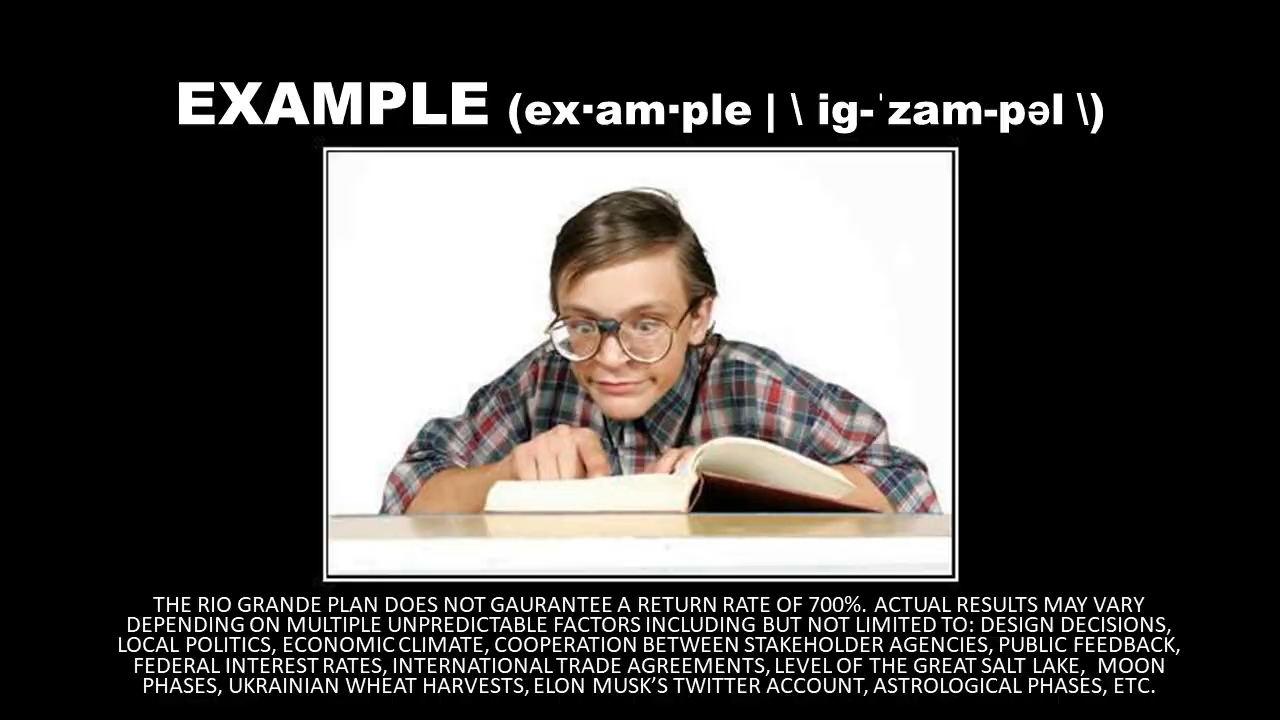 EXAMPLE (ex·am·ple | \ ig-ˈzam-pəl \)
THE RIO GRANDE PLAN DOES NOT GAURANTEE A RETURN RATE OF 700%. ACTUAL RESULTS MAY VARY
DEPENDING ON MULTIPLE UNPREDICTABLE FACTORS INCLUDING BUT NOT LIMITED TO: DESIGN DECISIONS,
LOCAL POLITICS, ECONOMIC CLIMATE, COOPERATION BETWEEN STAKEHOLDER AGENCIES, PUBLIC FEEDBACK,
FEDERAL INTEREST RATES, INTERNATIONAL TRADE AGREEMENTS, LEVEL OF THE GREAT SALT LAKE, MOON
PHASES, UKRAINIAN WHEAT HARVESTS, ELON MUSK’S TWITTER ACCOUNT, ASTROLOGICAL PHASES, ETC.